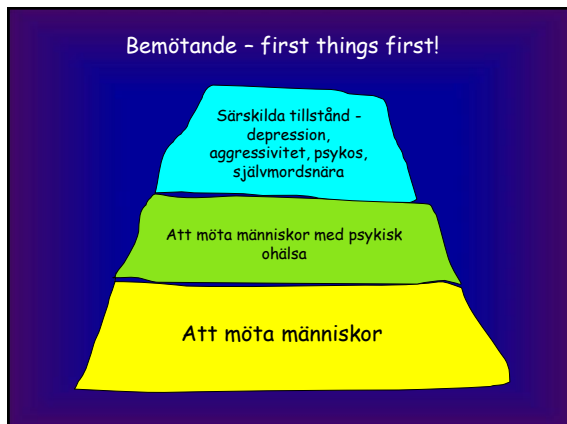 Bemötande – first things first!
Särskilda tillstånd -
depression,
aggressivitet, psykos,
självmordsnära
Att möta människor med psykisk
ohälsa
Att möta människor